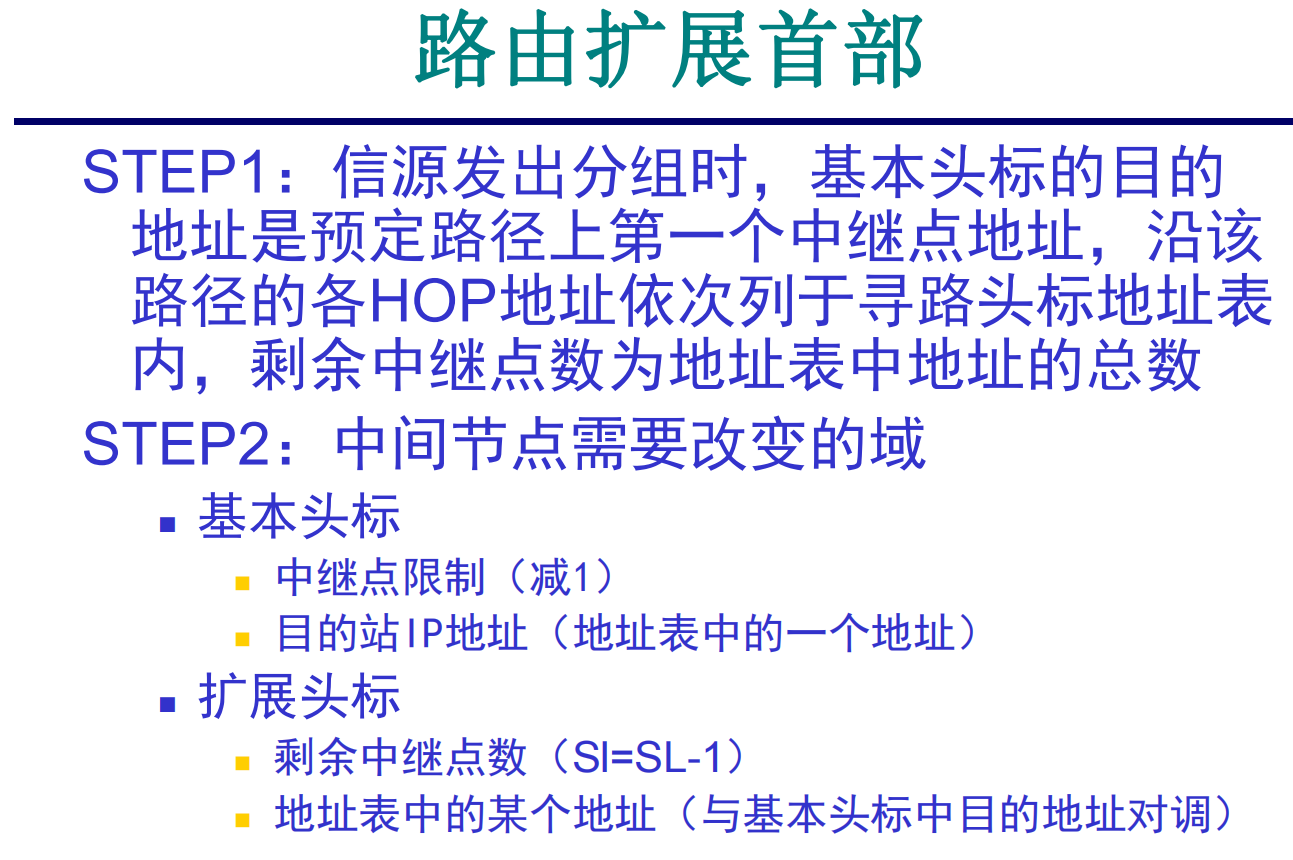 路由扩展首部
STEP1：信源发出分组时，基本头标的目的
地址是预定路径上第一个中继点地址，沿该
路径的各HOP地址依次列于寻路头标地址表
内，剩余中继点数为地址表中地址的总数
STEP2：中间节点需要改变的域
基本头标
中继点限制（减1）
目的站IP地址（地址表中的一个地址）
扩展头标
剩余中继点数（Sl=SL-1）
地址表中的某个地址（与基本头标中目的地址对调）